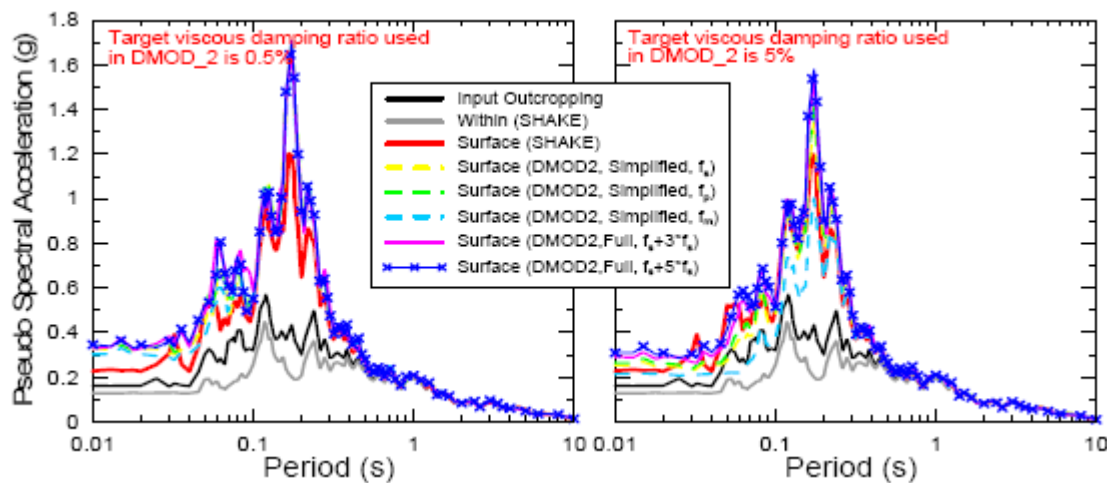 Target viscous damping ratio used
in DMOD_2 is 0.5%
Target viscous damping ratio used
in DMOD_2 is 5%
Pseudo Spectral Acceleration (g)
1.8
1.6
1.4
1.2
1
0.8
0.6
0.4
0.2
0
Input Outcropping
Within (SHAKE)
Surface (SHAKE)
Surface (DMOD2, Simplified, fs)
Surface (DMOD2, Simplified, fp)
Surface (DMOD2, Simplified, fm)
Surface (DMOD2,Full, fs+3*fs)
Surface (DMOD2,Full, fs+5*fs)
0.01 0.1 1 10
0.01 0.1 1 10
Period (s)
Period (s)